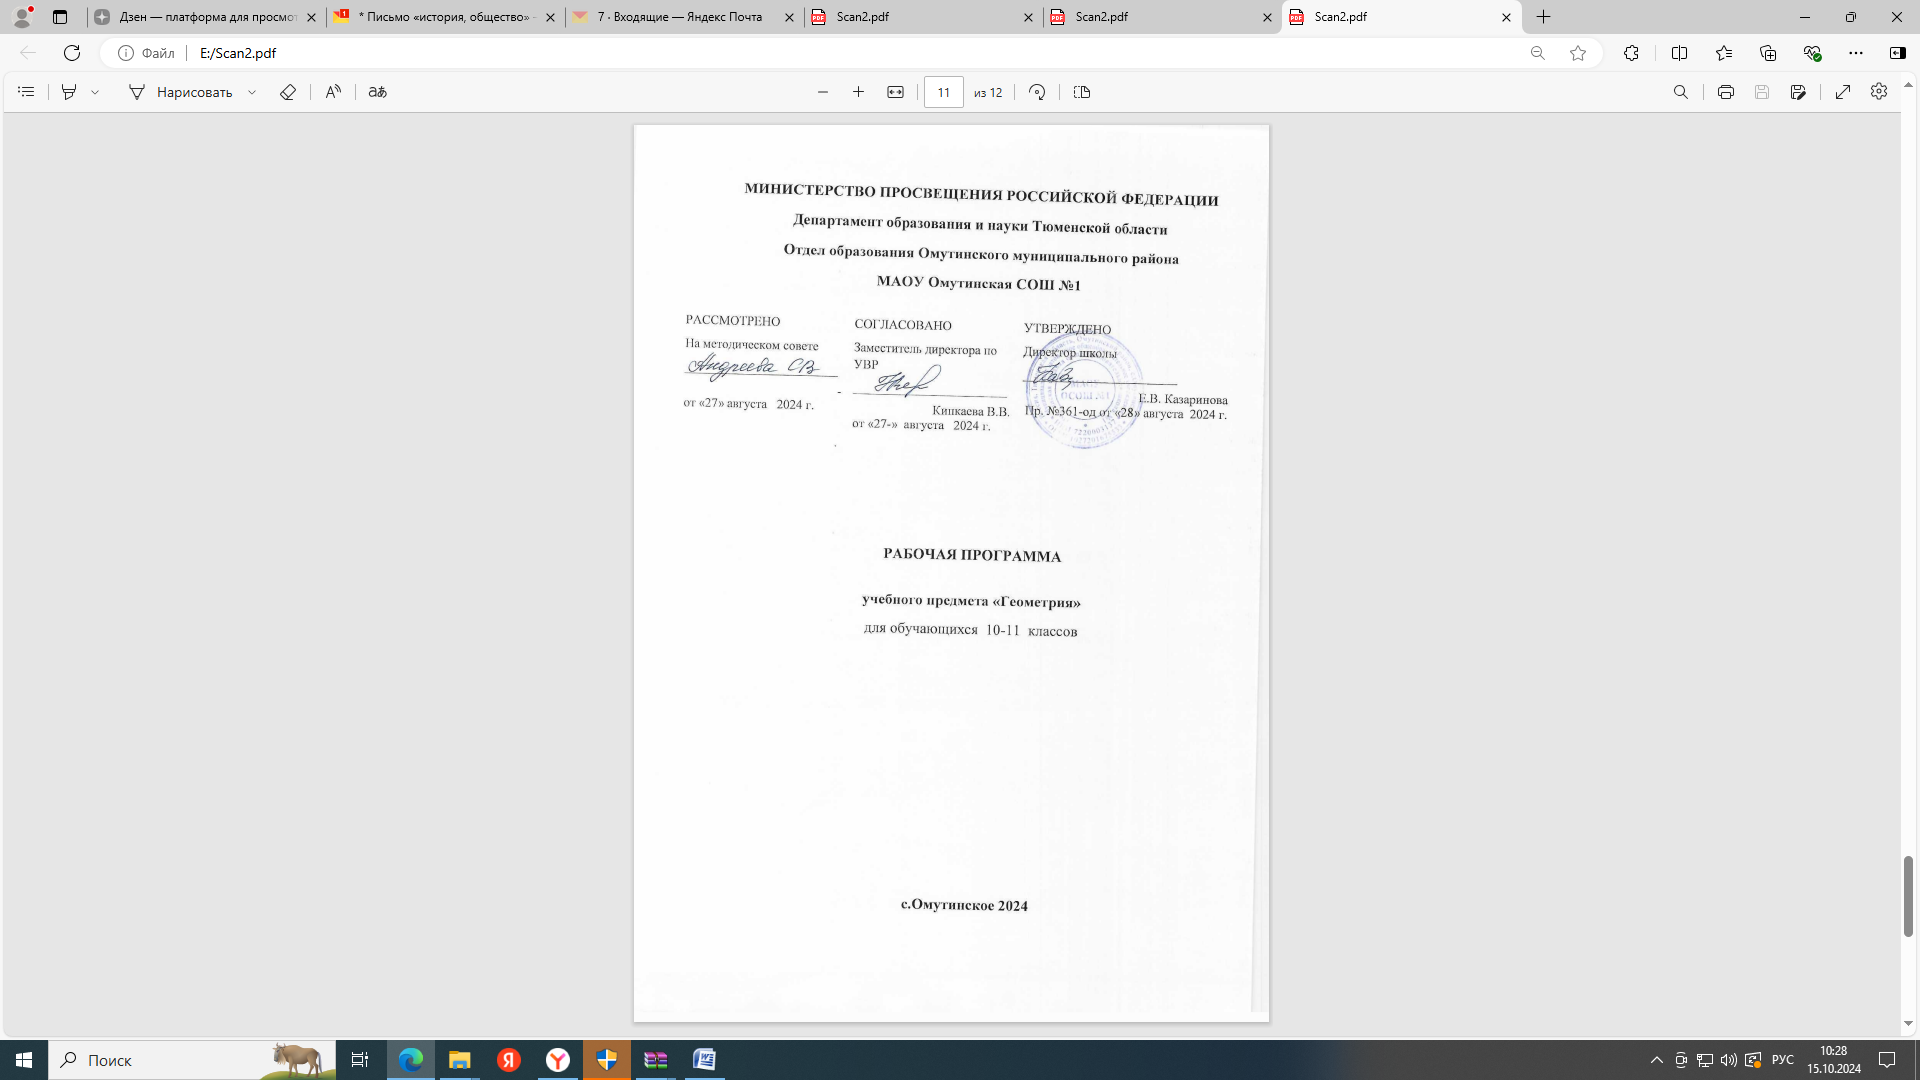 Дзен — платформа для просмот
* Письмо «история, общество» -
7 · Входящие — Яндекс Почта
Scan2.pdf
Scan2.pdf
Scan2.pdf
Файл
E:/Scan2.pdf
Нарисовать
11
из 12
МИНИСТЕРСТВО ПРОСВЕЩЕНИЯ РОССИЙСКОЙ ФЕДЕРАЦИИ
Департамент образования и науки Тюменской области
Отдел образования Омутинского муниципального района
МАОУ Омутинская СОШ №1
РАССМОТРЕНО
На методическом совете
Андреева СВ
от «27» августа 2024 г.
СОГЛАСОВАНО
Заместитель директора по
УВР
Кипкаева В.В.
от «27-» августа 2024 г.
УТВЕРЖДЕНО
Директор школы
Е.В. Казаринова
Пр. №361-од от «28» августа 2024 г.
РАБОЧАЯ ПРОГРАММА
учебного предмета «Геометрия»
для обучающихся 10-11 классов
с.Омутинское 2024
Поиск
РУС
10:28
15.10.2024